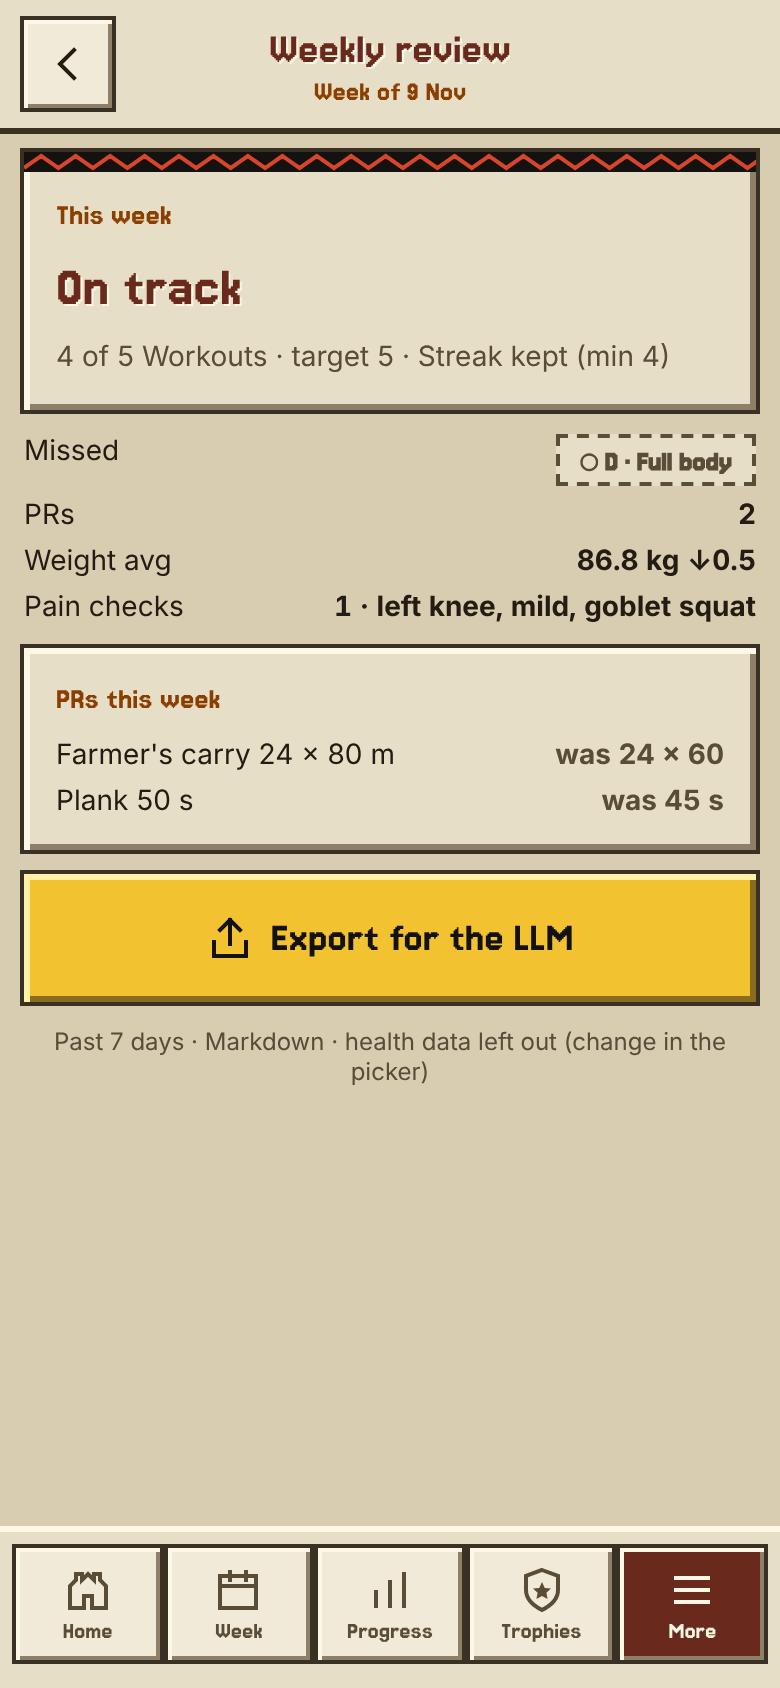 Weekly review
Week of 9 Nov
This week
On track
4 of 5 Workouts · target 5 · Streak kept (min 4)
Missed
D · Full body
PRs
2
Weight avg
86.8 kg ↓0.5
Pain checks
1 · left knee, mild, goblet squat
PRs this week
Farmer's carry 24 × 80 m
was 24 × 60
Plank 50 s
was 45 s
Export for the LLM
Past 7 days · Markdown · health data left out (change in the
picker)
Home
Week
Progress
Trophies
More